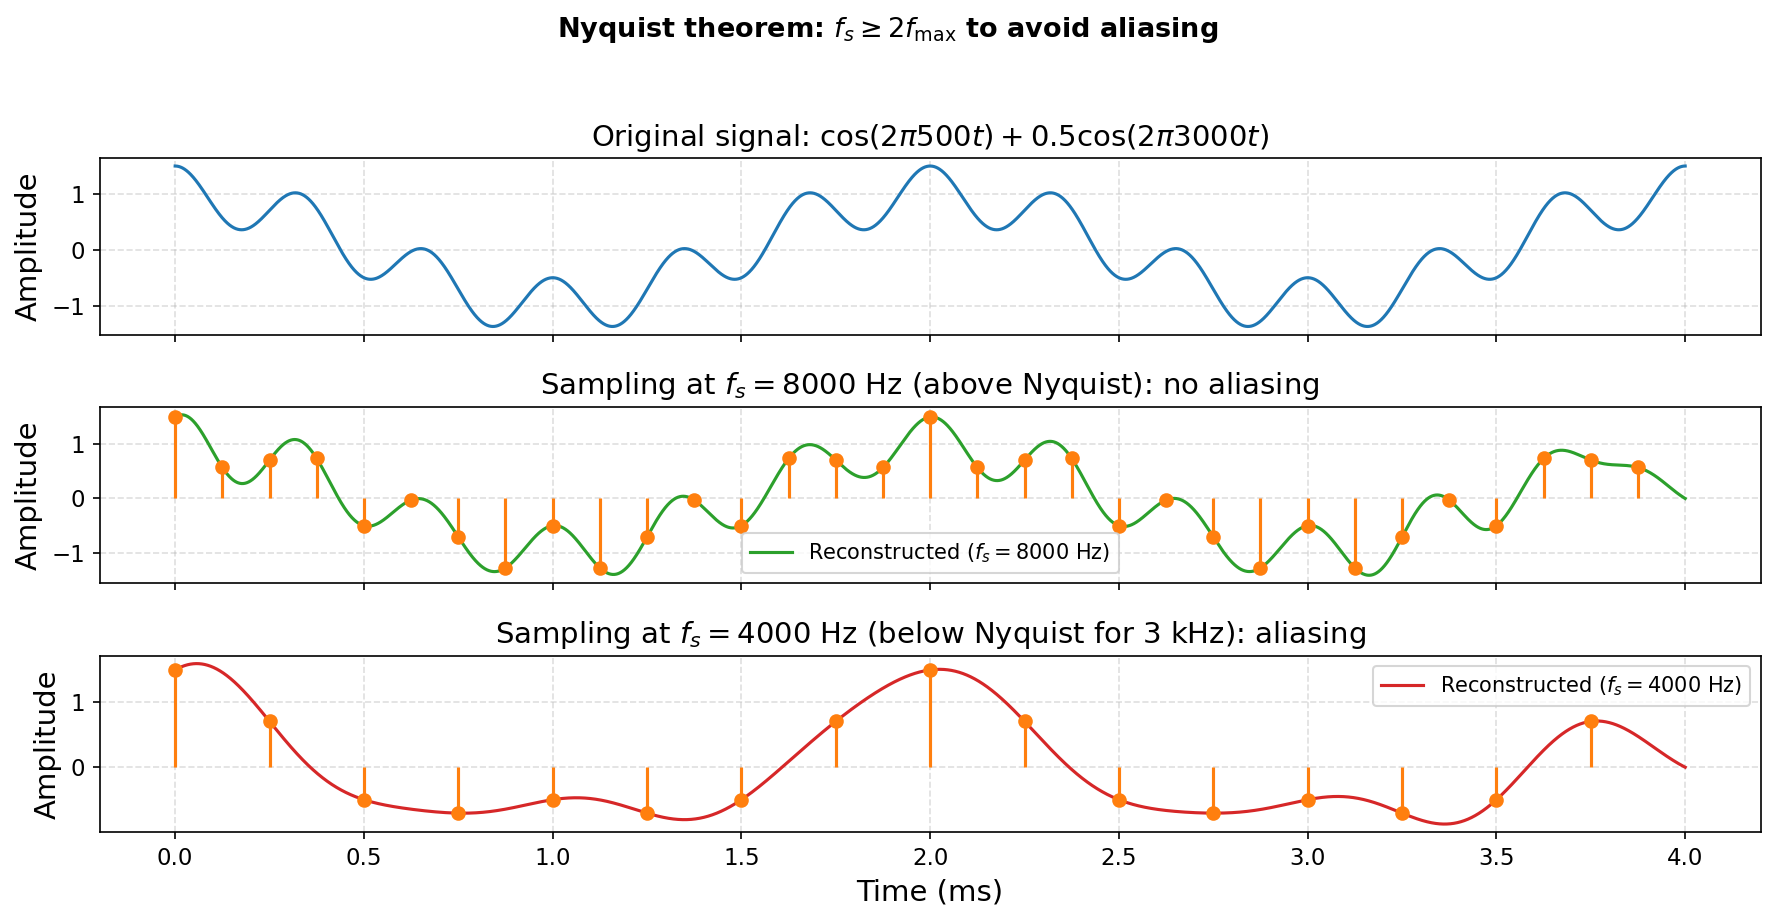 Nyquist theorem: $f_s \geq 2f_{\max}$ to avoid aliasing
Original signal: $\cos(2\pi500t) + 0.5\cos(2\pi3000t)$
Amplitude
1
0
−1
Sampling at $f_s = 8000$ Hz (above Nyquist): no aliasing
Amplitude
1
0
−1
Reconstructed ($f_s = 8000$ Hz)
Sampling at $f_s = 4000$ Hz (below Nyquist for 3 kHz): aliasing
Amplitude
1
0
Reconstructed ($f_s = 4000$ Hz)
0.0 0.5 1.0 1.5 2.0 2.5 3.0 3.5 4.0
Time (ms)